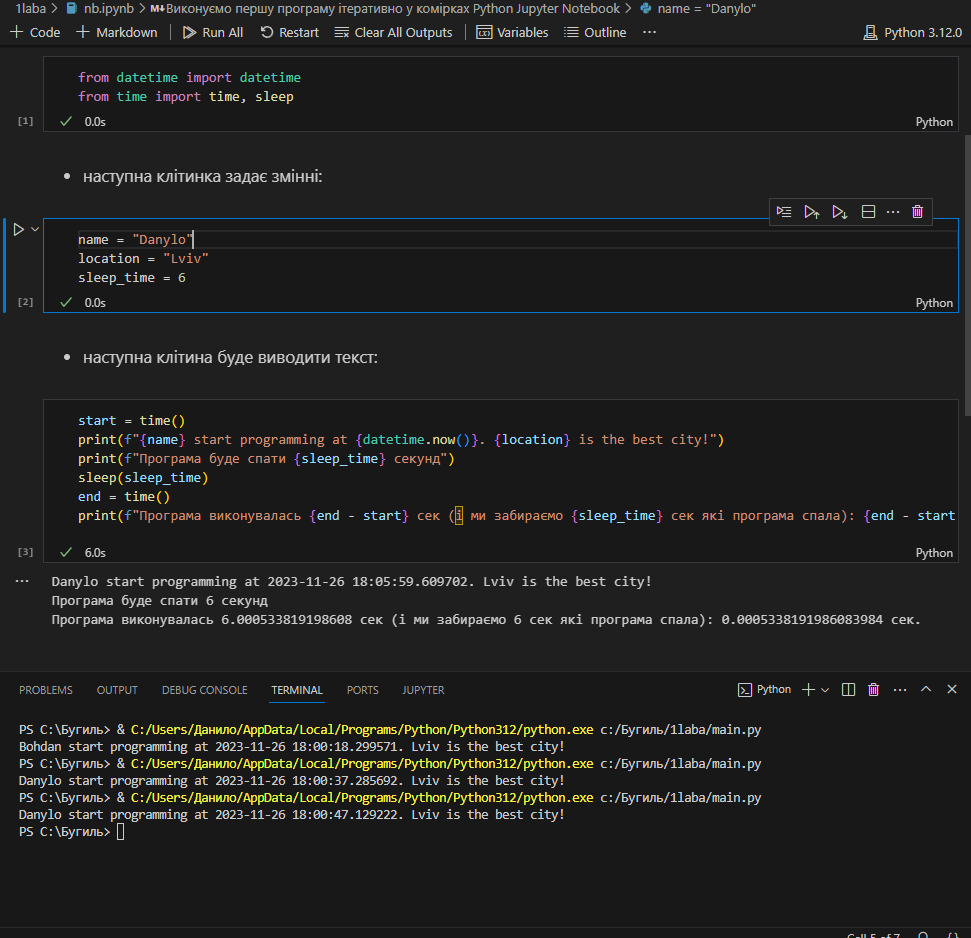 1laba > nb.ipynb > M↓Виконуємо першу програму ітеративно у комірках Python Jupyter Notebook > name = "Danylo"
+ Code + Markdown | Run All Restart Clear All Outputs | Variables Outline ... Python 3.12.0
from datetime import datetime
from time import time, sleep
[1] ✓ 0.0s Python
• наступна клітинка задає змінні:
name = "Danylo"
location = "Lviv"
sleep_time = 6
[2] ✓ 0.0s Python
• наступна клітина буде виводити текст:
start = time()
print(f"{name} start programming at {datetime.now()}. {location} is the best city!")
print(f"Програма буде спати {sleep_time} секунд")
sleep(sleep_time)
end = time()
print(f"Програма виконувалась {end - start} сек (і ми забираємо {sleep_time} сек які програма спала): {end - start
[3] ✓ 6.0s Python
... Danylo start programming at 2023-11-26 18:05:59.609702. Lviv is the best city!
Програма буде спати 6 секунд
Програма виконувалась 6.000533819198608 сек (і ми забираємо 6 сек які програма спала): 0.0005338191986083984 сек.
PROBLEMS OUTPUT DEBUG CONSOLE TERMINAL PORTS JUPYTER Python
PS C:\Бугиль> & C:/Users/Данило/AppData/Local/Programs/Python/Python312/python.exe c:/Бугиль/1laba/main.py
Bohdan start programming at 2023-11-26 18:00:18.299571. Lviv is the best city!
PS C:\Бугиль> & C:/Users/Данило/AppData/Local/Programs/Python/Python312/python.exe c:/Бугиль/1laba/main.py
Danylo start programming at 2023-11-26 18:00:37.285692. Lviv is the best city!
PS C:\Бугиль> & C:/Users/Данило/AppData/Local/Programs/Python/Python312/python.exe c:/Бугиль/1laba/main.py
Danylo start programming at 2023-11-26 18:00:47.129222. Lviv is the best city!
PS C:\Бугиль>
Cell 5 of 7